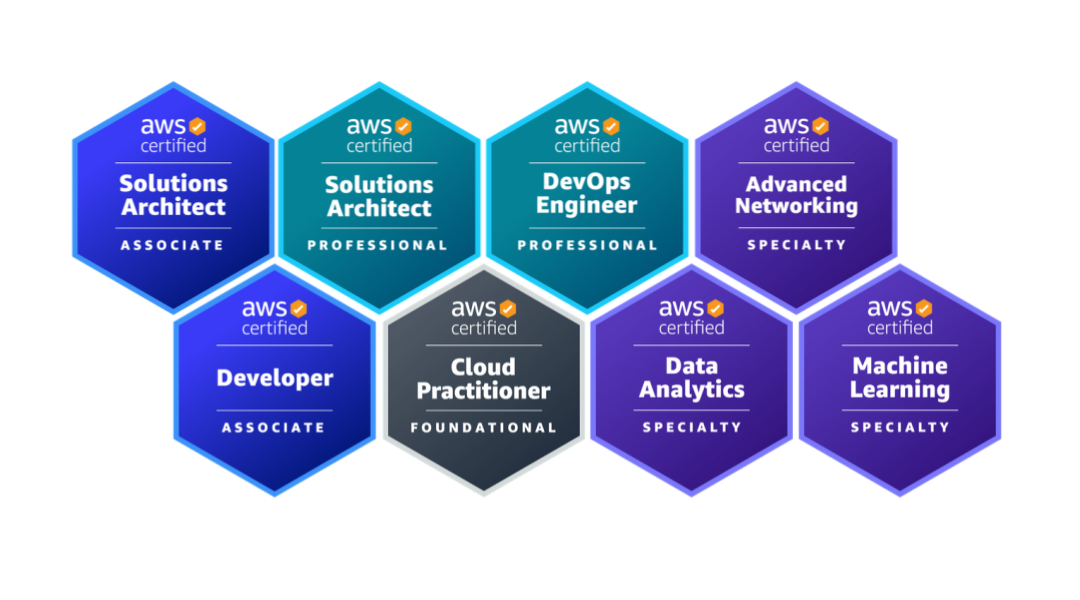 aws
certified
Solutions
Architect
ASSOCIATE
aws
certified
Solutions
Architect
PROFESSIONAL
aws
certified
DevOps
Engineer
PROFESSIONAL
aws
certified
Advanced
Networking
SPECIALTY
aws
certified
Developer
ASSOCIATE
aws
certified
Cloud
Practitioner
FOUNDATIONAL
aws
certified
Data
Analytics
SPECIALTY
aws
certified
Machine
Learning
SPECIALTY